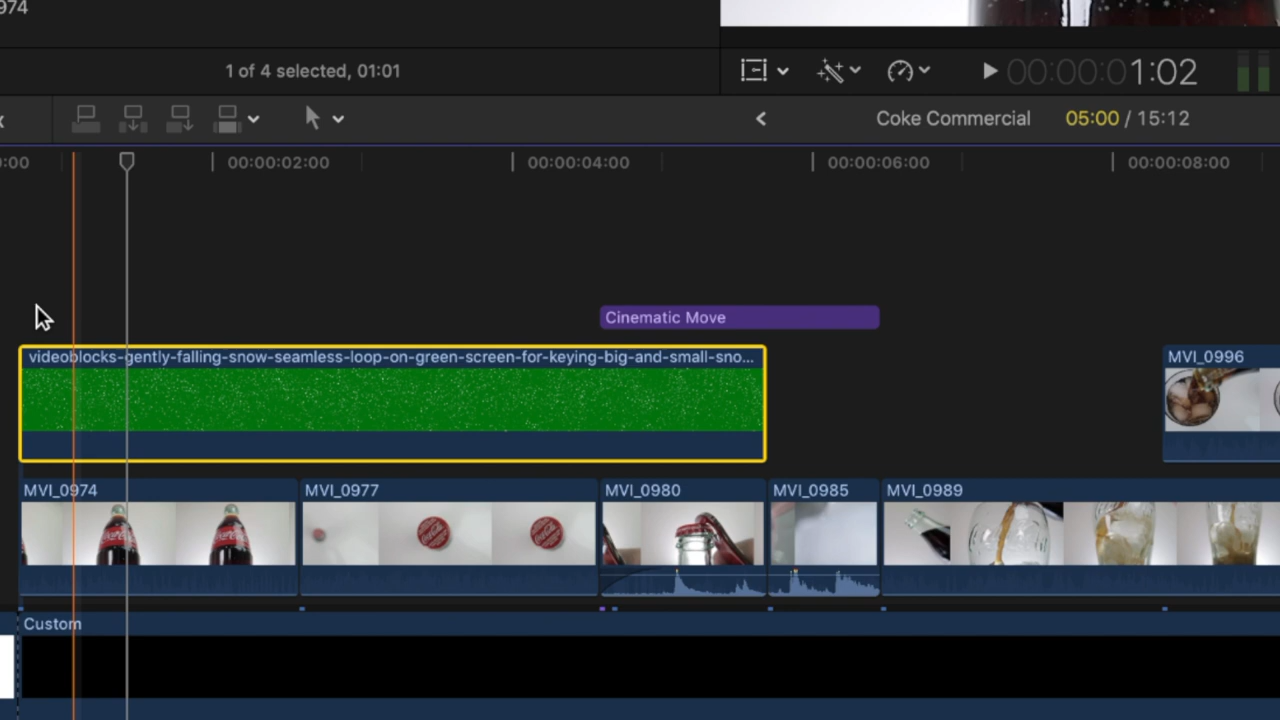 974
1 of 4 selected, 01:01
00:00:01:02
Coke Commercial
05:00 / 15:12
:00
00:00:02:00
00:00:04:00
00:00:06:00
00:00:08:00
Cinematic Move
videoblocks-gently-falling-snow-seamless-loop-on-green-screen-for-keying-big-and-small-sno...
MVI_0996
MVI_0974
MVI_0977
MVI_0980
MVI_0985
MVI_0989
Custom